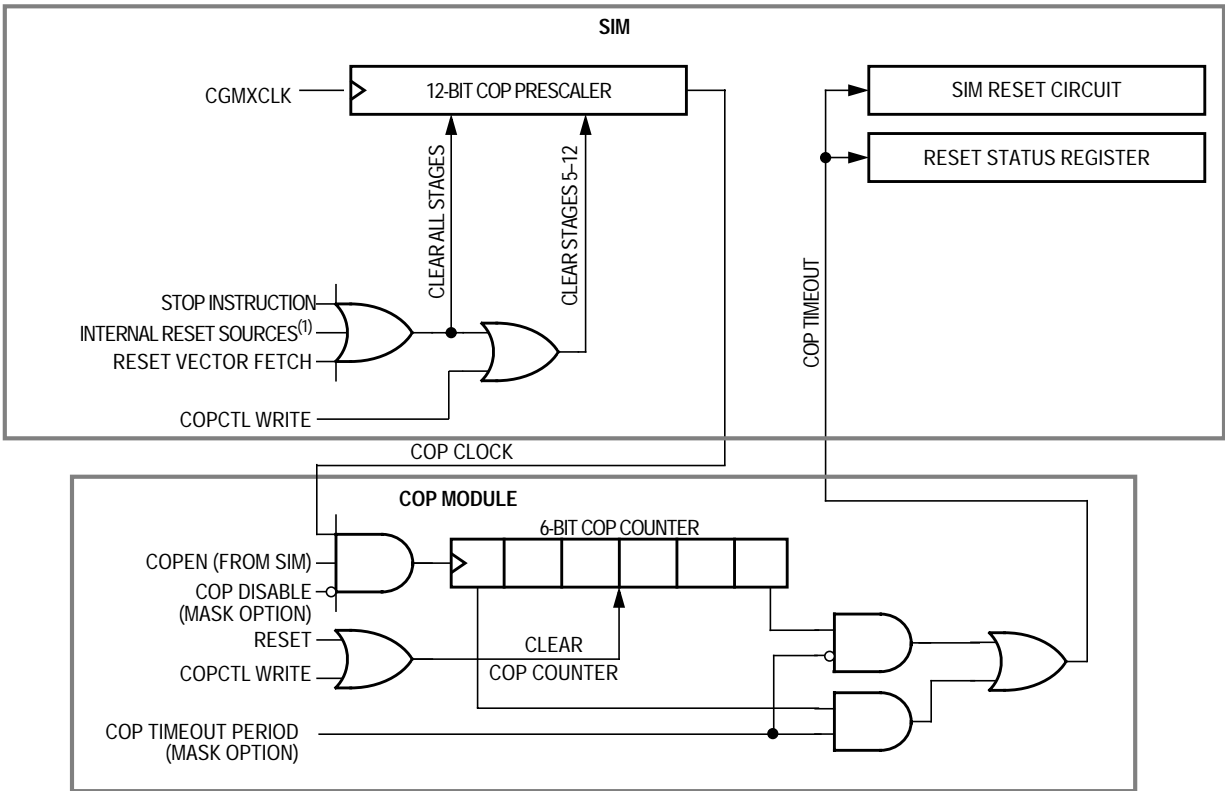 SIM
CGMXCLK
12-BIT COP PRESCALER
SIM RESET CIRCUIT
RESET STATUS REGISTER
CLEAR ALL STAGES
CLEAR STAGES 5–12
COP TIMEOUT
STOP INSTRUCTION
INTERNAL RESET SOURCES(1)
RESET VECTOR FETCH
COPCTL WRITE
COP CLOCK
COP MODULE
6-BIT COP COUNTER
COPEN (FROM SIM)
COP DISABLE
(MASK OPTION)
RESET
COPCTL WRITE
CLEAR
COP COUNTER
COP TIMEOUT PERIOD
(MASK OPTION)